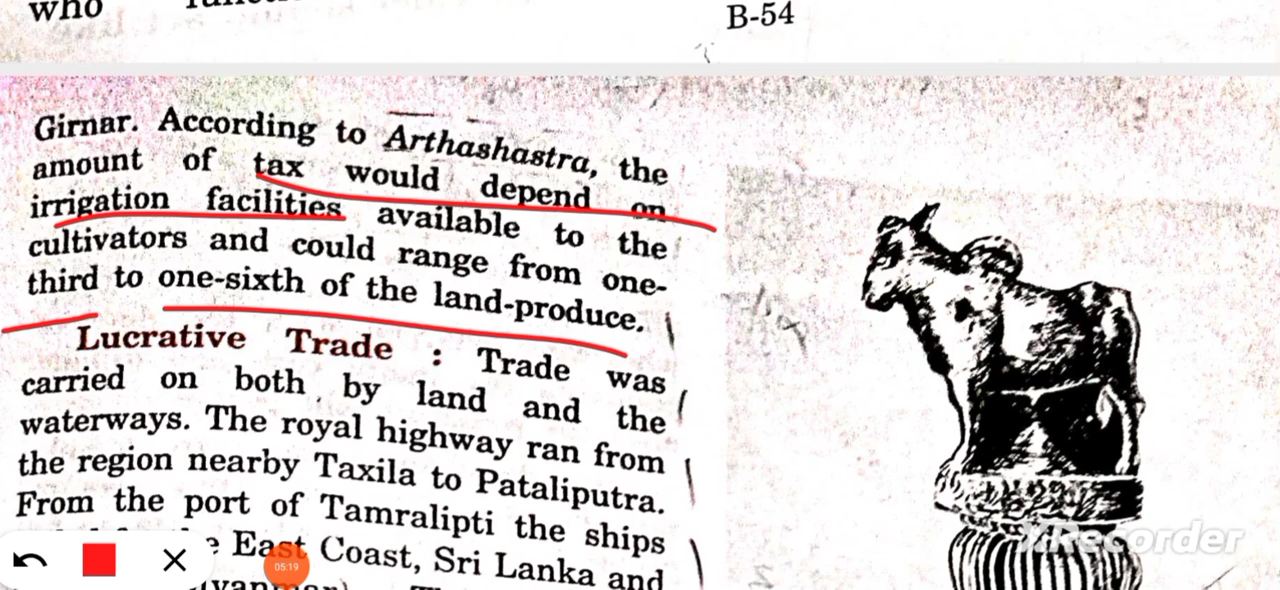 who
B-54
Girnar. According to Arthashastra, the
amount of tax would depend on
irrigation facilities available to the
cultivators and could range from one-
third to one-sixth of the land-produce.
Lucrative Trade : Trade was
carried on both by land and the
waterways. The royal highway ran from
the region nearby Taxila to Pataliputra.
From the port of Tamralipti the ships
East Coast, Sri Lanka and
05:19
XRecorder